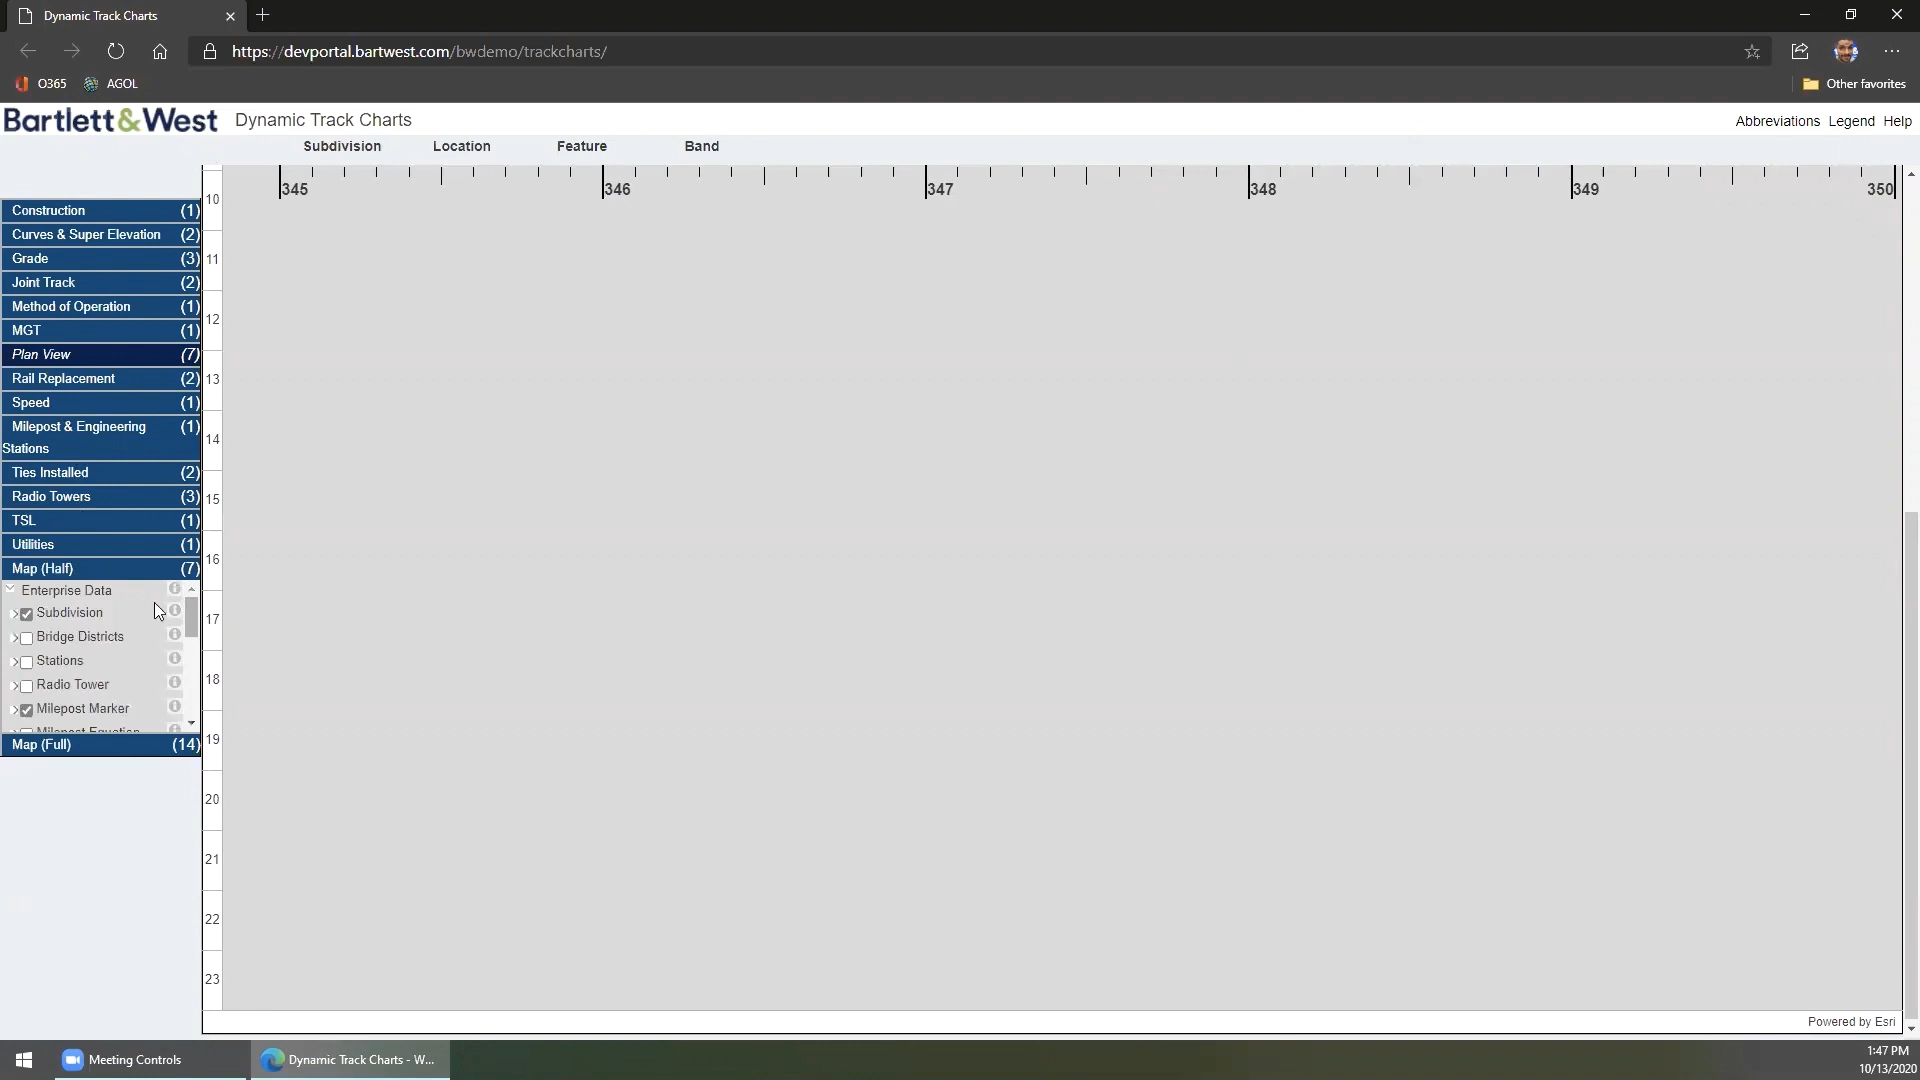 Dynamic Track Charts
https://devportal.bartwest.com/bwdemo/trackcharts/
O365 AGOL Other favorites
Bartlett&West Dynamic Track Charts Abbreviations Legend Help
Subdivision Location Feature Band
345 346 347 348 349 350
10
Construction (1)
Curves & Super Elevation (2)
Grade (3)
11
Joint Track (2)
Method of Operation (1)
12
MGT (1)
Plan View (7)
Rail Replacement (2)
13
Speed (1)
Milepost & Engineering (1)
14
Stations
Ties Installed (2)
Radio Towers (3)
15
TSL (1)
Utilities (1)
16
Map (Half) (7)
Enterprise Data
Subdivision
17
Bridge Districts
Stations
18
Radio Tower
Milepost Marker
Milepost Equation
19
Map (Full) (14)
20
21
22
23
Powered by Esri
Meeting Controls Dynamic Track Charts - W...
1:47 PM
10/13/2020